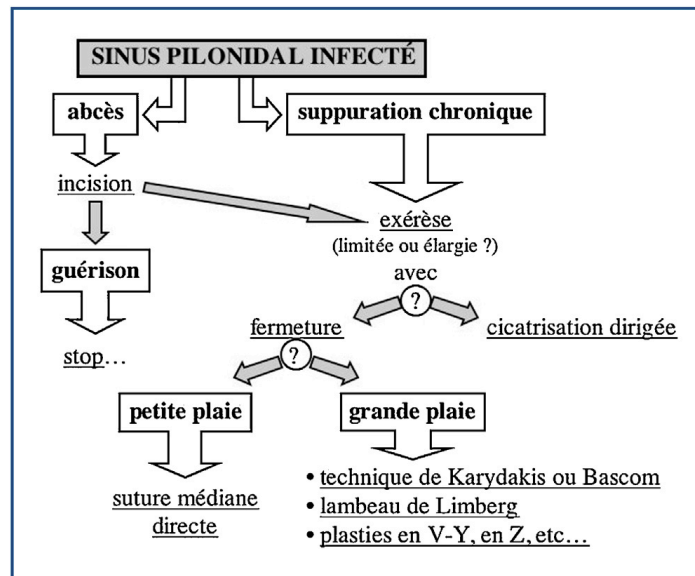 SINUS PILONIDAL INFECTÉ
abcès
suppuration chronique
incision
exérèse
(limitée ou élargie ?)
guérison
avec
?
fermeture
cicatrisation dirigée
stop…
?
petite plaie
grande plaie
• technique de Karydakis ou Bascom
suture médiane
directe
• lambeau de Limberg
• plasties en V-Y, en Z, etc…